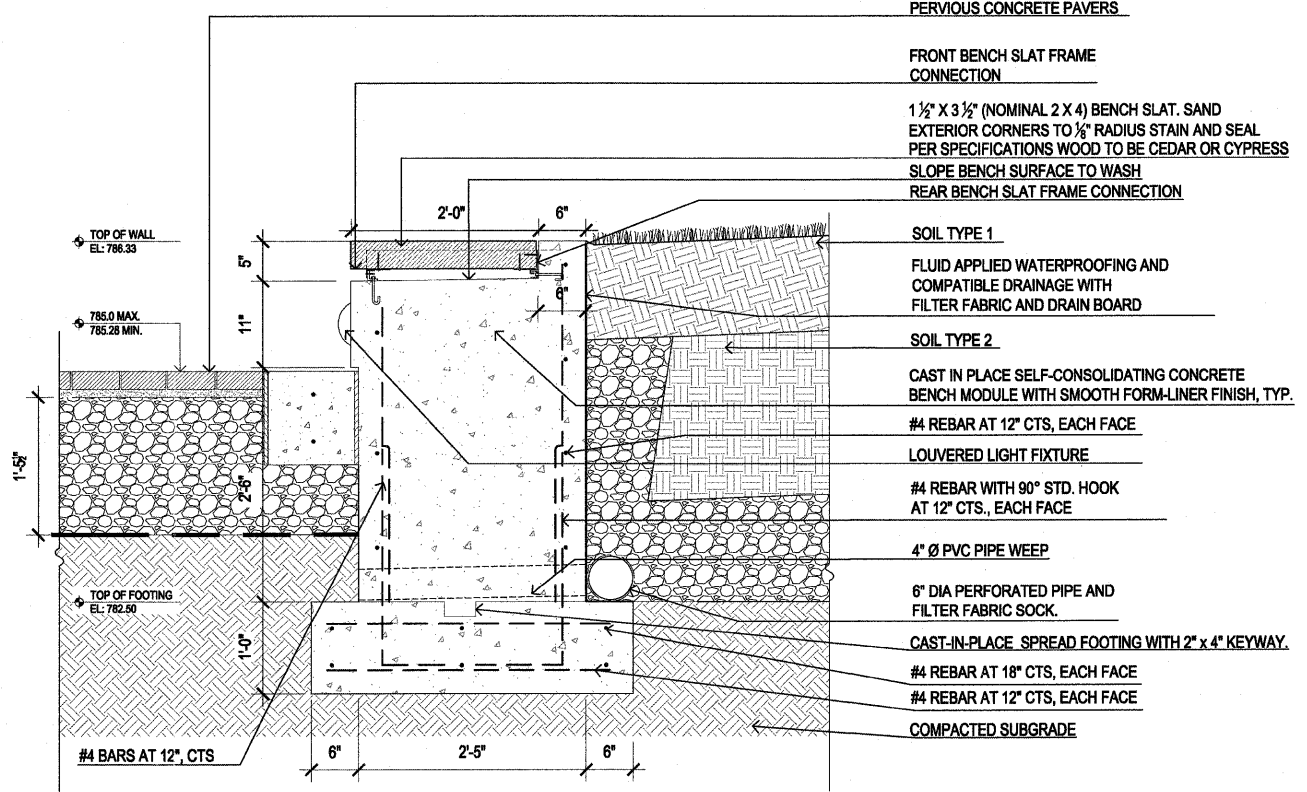 PERVIOUS CONCRETE PAVERS
FRONT BENCH SLAT FRAME
CONNECTION
1 ½" X 3 ½" (NOMINAL 2 X 4) BENCH SLAT. SAND
EXTERIOR CORNERS TO ⅛" RADIUS STAIN AND SEAL
PER SPECIFICATIONS WOOD TO BE CEDAR OR CYPRESS
SLOPE BENCH SURFACE TO WASH
REAR BENCH SLAT FRAME CONNECTION
2'-0"
6"
TOP OF WALL
EL: 786.33
5"
SOIL TYPE 1
FLUID APPLIED WATERPROOFING AND
COMPATIBLE DRAINAGE WITH
FILTER FABRIC AND DRAIN BOARD
6"
785.0 MAX.
785.28 MIN.
11"
SOIL TYPE 2
CAST IN PLACE SELF-CONSOLIDATING CONCRETE
BENCH MODULE WITH SMOOTH FORM-LINER FINISH, TYP.
#4 REBAR AT 12" CTS, EACH FACE
LOUVERED LIGHT FIXTURE
1'-5½"
2'-6"
#4 REBAR WITH 90° STD. HOOK
AT 12" CTS., EACH FACE
4" Ø PVC PIPE WEEP
TOP OF FOOTING
EL: 782.50
6" DIA PERFORATED PIPE AND
FILTER FABRIC SOCK.
1'-0"
CAST-IN-PLACE SPREAD FOOTING WITH 2" x 4" KEYWAY.
#4 REBAR AT 18" CTS, EACH FACE
#4 REBAR AT 12" CTS, EACH FACE
COMPACTED SUBGRADE
#4 BARS AT 12", CTS
6"
2'-5"
6"